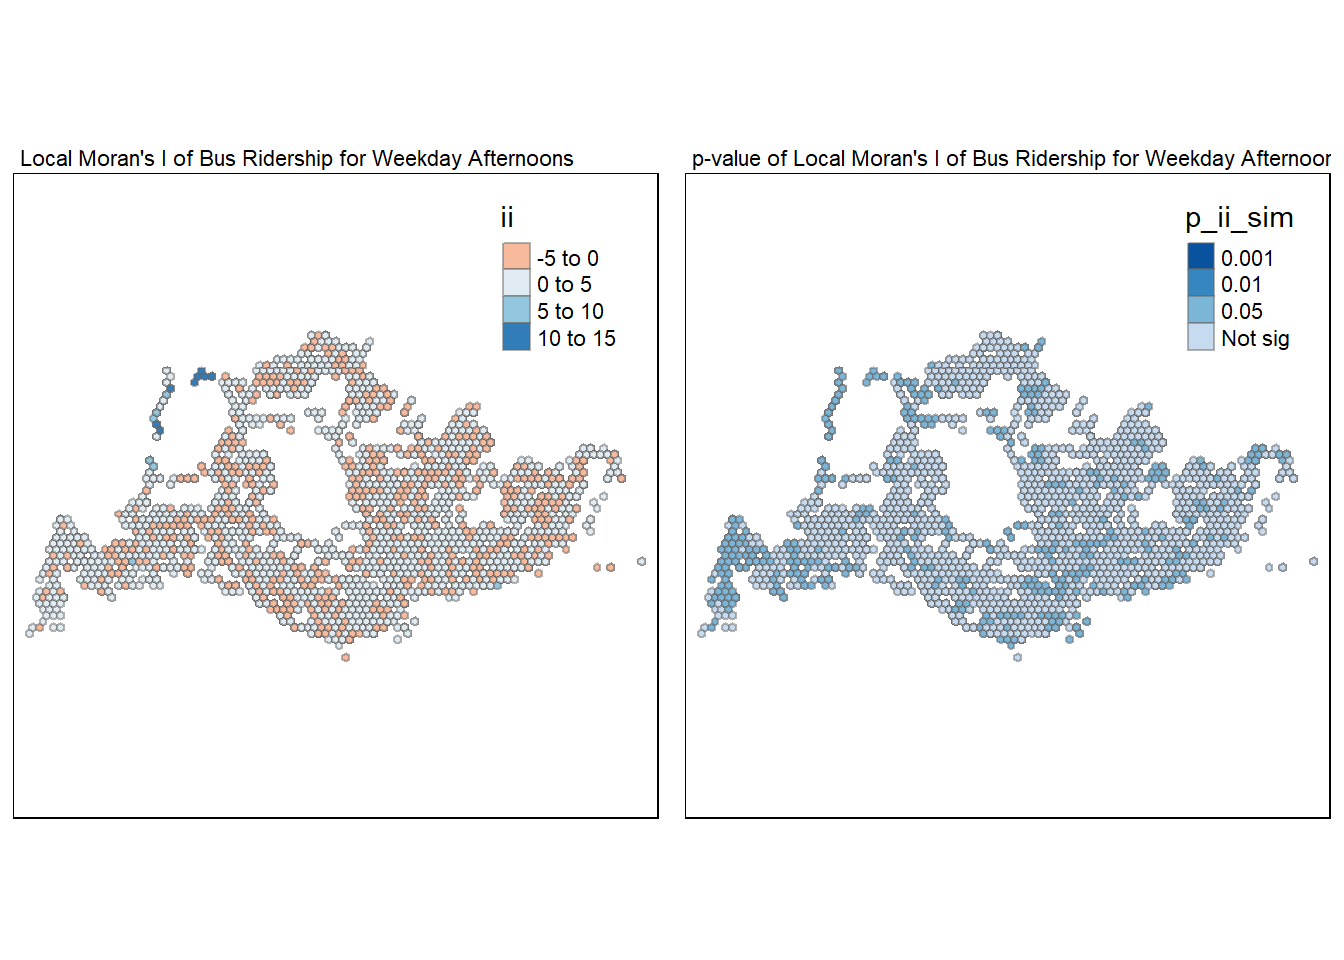 Local Moran's I of Bus Ridership for Weekday Afternoons
ii
-5 to 0
0 to 5
5 to 10
10 to 15
p-value of Local Moran's I of Bus Ridership for Weekday Afternoor
p_ii_sim
0.001
0.01
0.05
Not sig